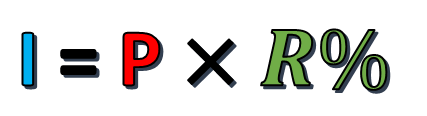 I = P × R%